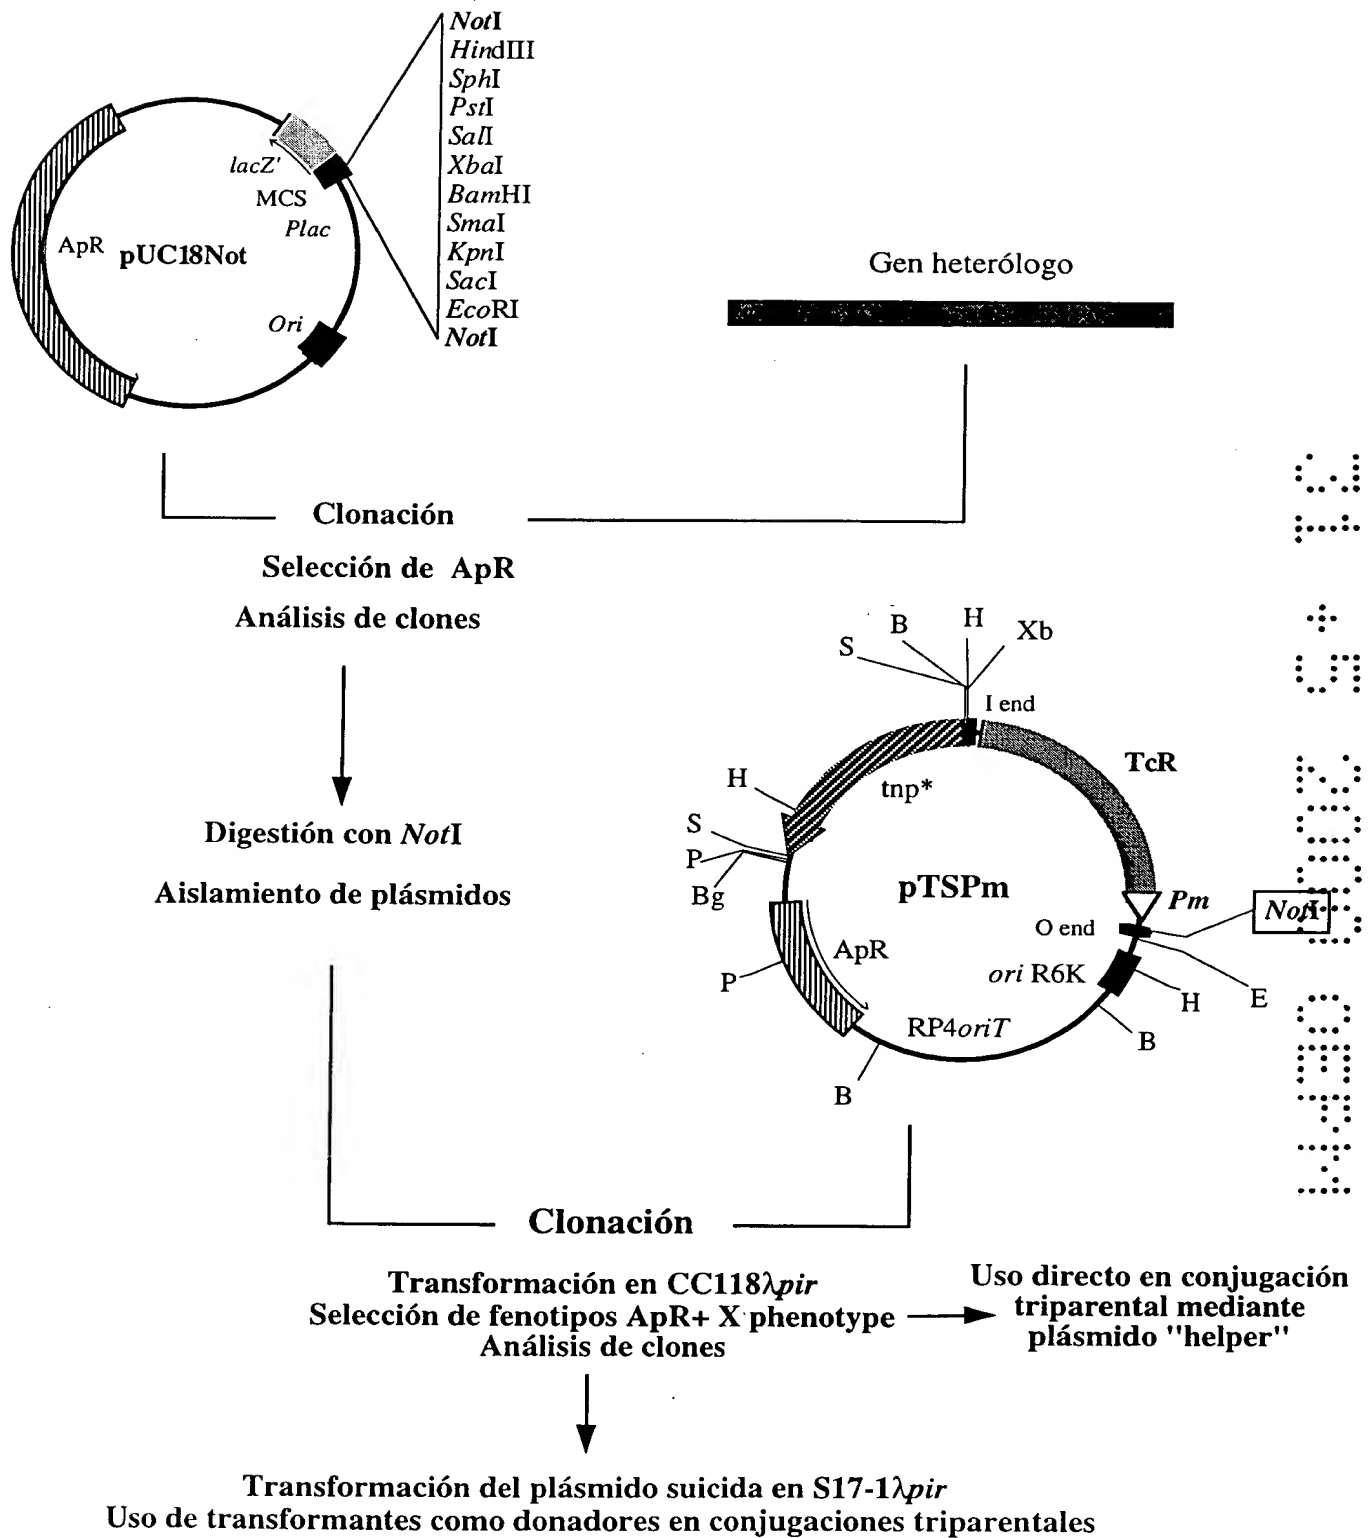 NotI
HindIII
SphI
PstI
SalI
XbaI
BamHI
SmaI
KpnI
SacI
EcoRI
NotI
lacZ'
MCS
Plac
ApR
pUC18Not
Ori
Gen heterólogo
Clonación
Selección de ApR
Análisis de clones
Digestión con NotI
Aislamiento de plásmidos
S
B
H
Xb
I end
TcR
tnp*
H
S
P
Bg
pTSPm
Pm
NotI
O end
ApR
P
ori R6K
H
E
RP4oriT
B
B
Clonación
Transformación en CC118λpir
Selección de fenotipos ApR+ X phenotype
Análisis de clones
Uso directo en conjugación
triparental mediante
plásmido "helper"
Transformación del plásmido suicida en S17-1λpir
Uso de transformantes como donadores en conjugaciones triparentales